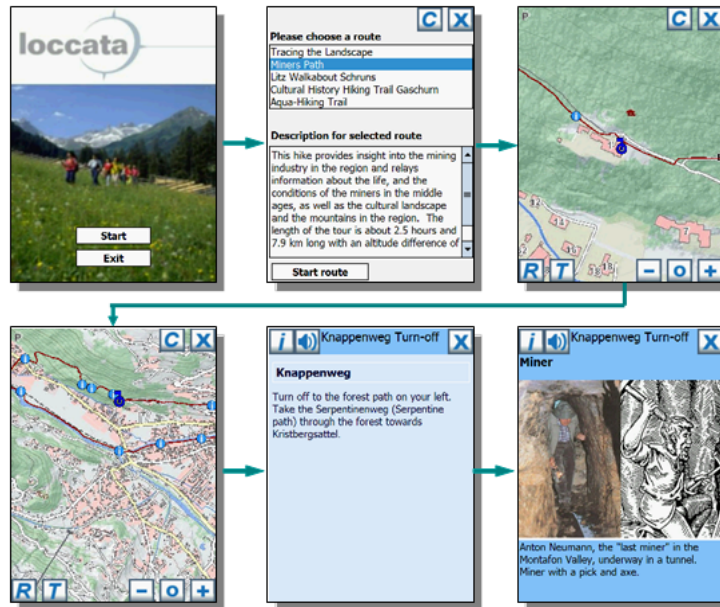 loccata
Start
Exit
C X
Please choose a route
Tracing the Landscape
Miners Path
Litz Walkabout Schruns
Cultural History Hiking Trail Gaschurn
Aqua-Hiking Trail
Description for selected route
This hike provides insight into the mining
industry in the region and relays
information about the life, and the
conditions of the miners in the middle
ages, as well as the cultural landscape
and the mountains in the region. The
length of the tour is about 2.5 hours and
7.9 km long with an altitude difference of
Start route
P C X
12
14
7
R T - o +
P C X
R T - o +
i Knappenweg Turn-off X
Knappenweg
Turn off to the forest path on your left.
Take the Serpentinenweg (Serpentine
path) through the forest towards
Kristbergsattel.
i Knappenweg Turn-off X
Miner
Anton Neumann, the "last miner" in the
Montafon Valley, underway in a tunnel.
Miner with a pick and axe.